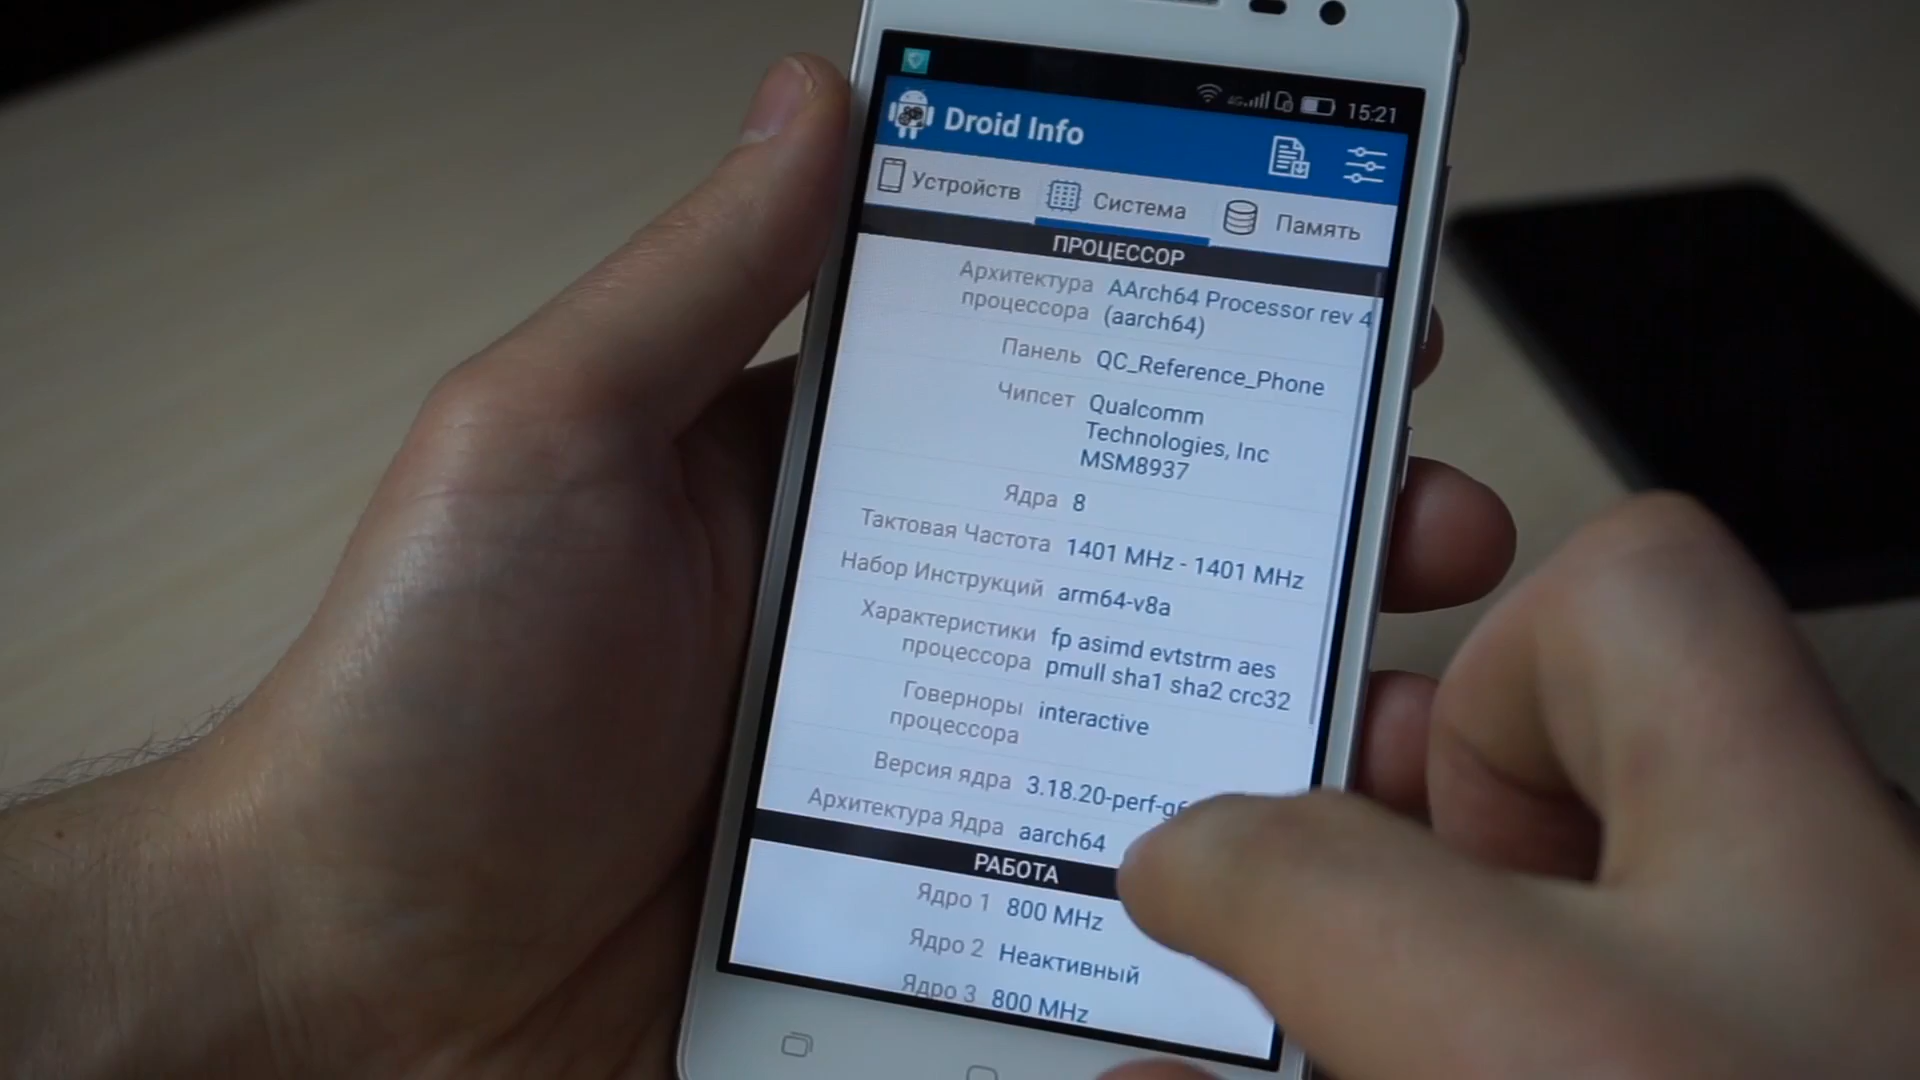 15:21
Droid Info
Устройств Система Память
ПРОЦЕССОР
Архитектура процессора AArch64 Processor rev 4 (aarch64)
Панель QC_Reference_Phone
Чипсет Qualcomm
Technologies, Inc
MSM8937
Ядра 8
Тактовая Частота 1401 MHz - 1401 MHz
Набор Инструкций arm64-v8a
Характеристики fp asimd evtstrm aes
процессора pmull sha1 sha2 crc32
Говерноры interactive
процессора
Версия ядра 3.18.20-perf-g6
Архитектура Ядра aarch64
РАБОТА
Ядро 1 800 MHz
Ядро 2 Неактивный
Ядро 3 800 MHz